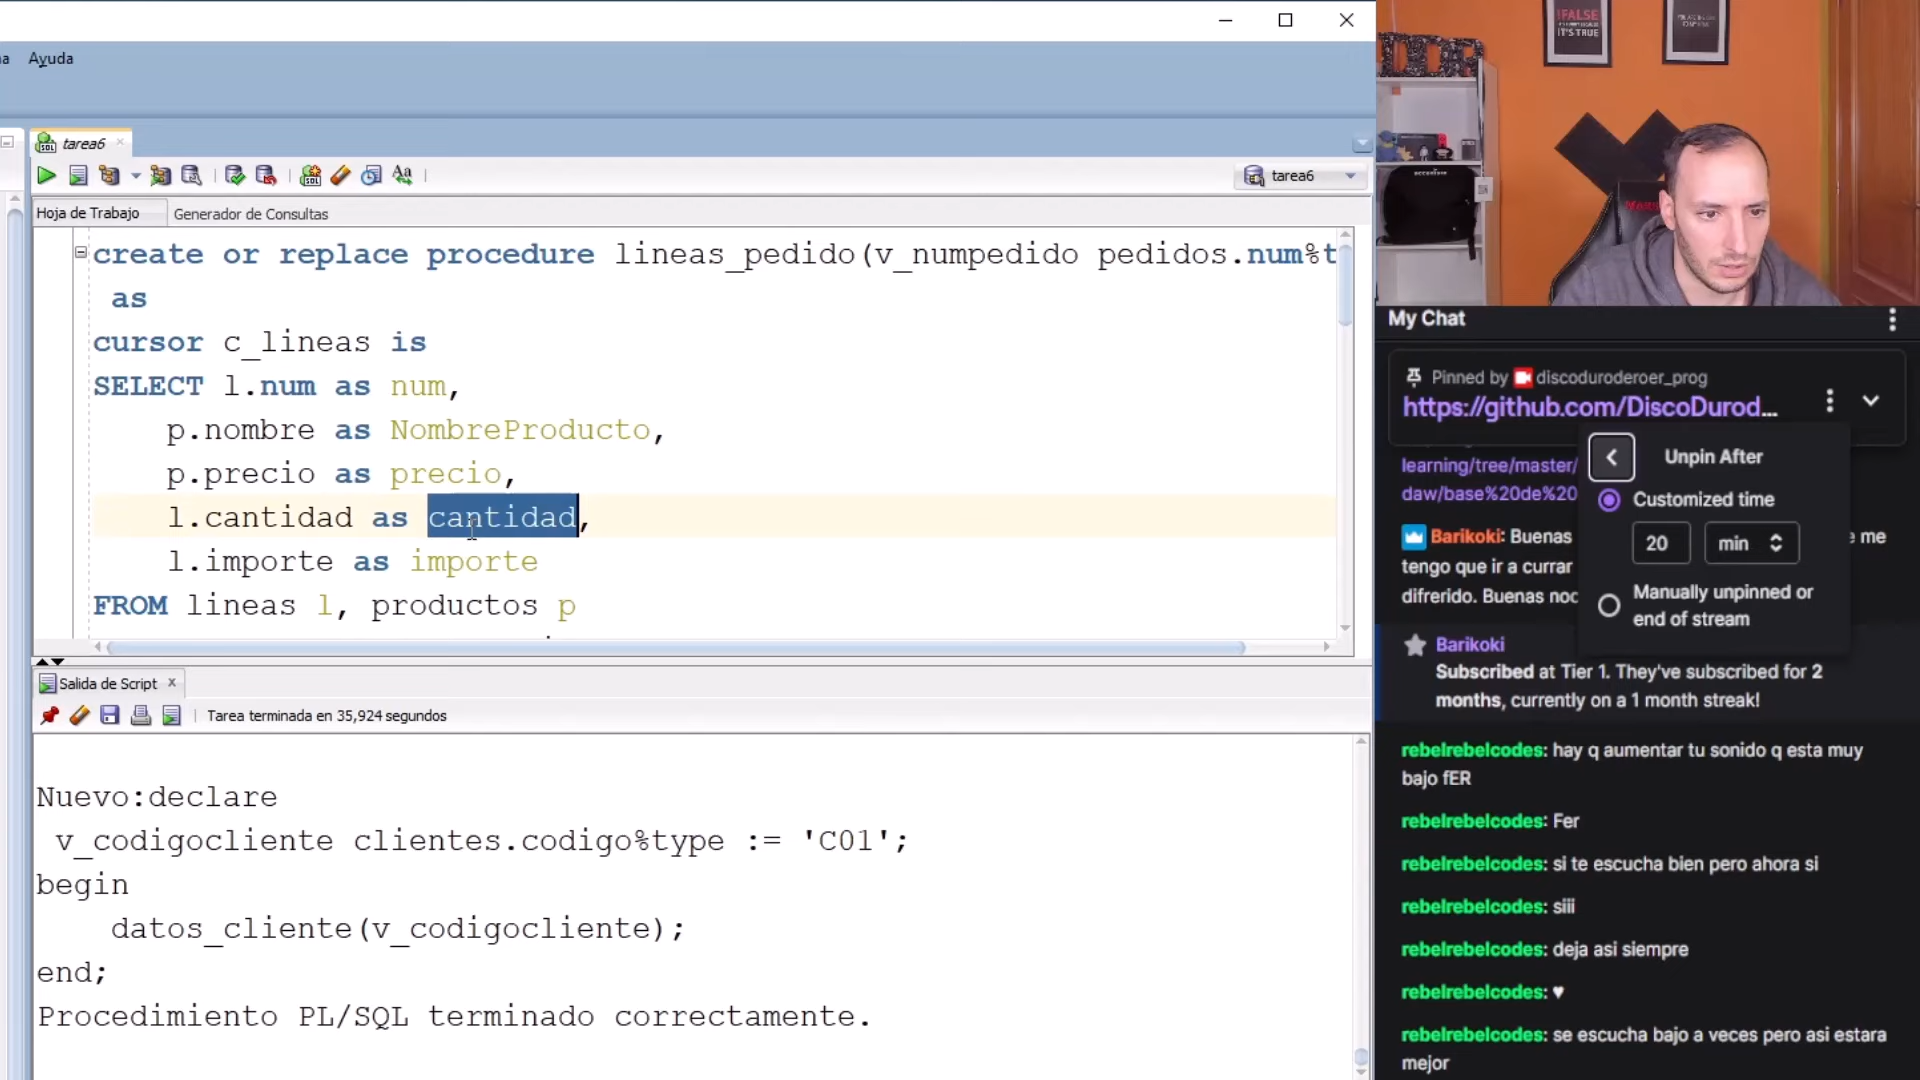 a Ayuda
tarea6
tarea6
Hoja de Trabajo Generador de Consultas
create or replace procedure lineas_pedido(v_numpedido pedidos.num%t
as
cursor c_lineas is
SELECT l.num as num,
p.nombre as NombreProducto,
p.precio as precio,
l.cantidad as cantidad,
l.importe as importe
FROM lineas l, productos p
Salida de Script
Tarea terminada en 35,924 segundos
Nuevo:declare
v_codigocliente clientes.codigo%type := 'C01';
begin
datos_cliente(v_codigocliente);
end;
Procedimiento PL/SQL terminado correctamente.
!FALSE
IT'S TRUE
My Chat
Pinned by discoduroderoer_prog
https://github.com/DiscoDurod...
learning/tree/master/
daw/base%20de%20
Unpin After
Customized time
20 min
Manually unpinned or
end of stream
Barikoki: Buenas
e me
tengo que ir a currar
difrerido. Buenas noc
Barikoki
Subscribed at Tier 1. They've subscribed for 2
months, currently on a 1 month streak!
rebelrebelcodes: hay q aumentar tu sonido q esta muy
bajo fER
rebelrebelcodes: Fer
rebelrebelcodes: si te escucha bien pero ahora si
rebelrebelcodes: siii
rebelrebelcodes: deja asi siempre
rebelrebelcodes: ♥
rebelrebelcodes: se escucha bajo a veces pero asi estara
mejor